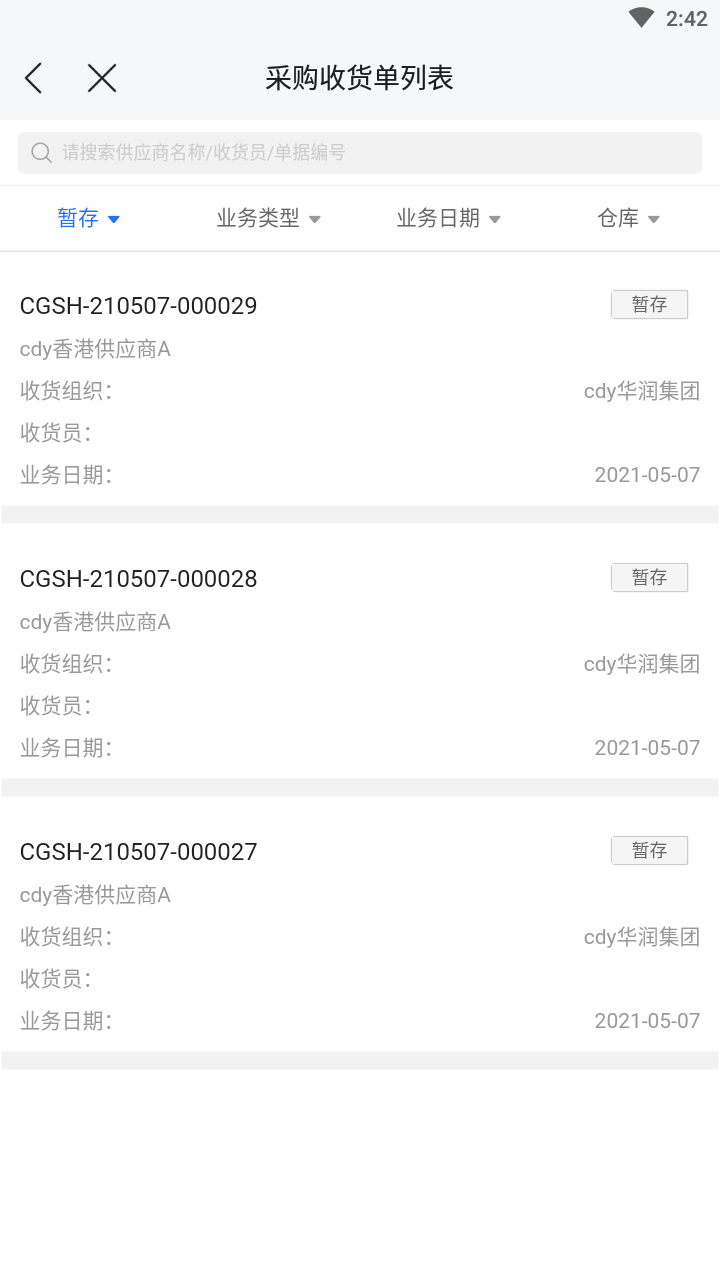 2:42
采购收货单列表
请搜索供应商名称/收货员/单据编号
暂存 业务类型 业务日期 仓库
CGSH-210507-000029 暂存
cdy香港供应商A
收货组织： cdy华润集团
收货员：
业务日期： 2021-05-07
CGSH-210507-000028 暂存
cdy香港供应商A
收货组织： cdy华润集团
收货员：
业务日期： 2021-05-07
CGSH-210507-000027 暂存
cdy香港供应商A
收货组织： cdy华润集团
收货员：
业务日期： 2021-05-07